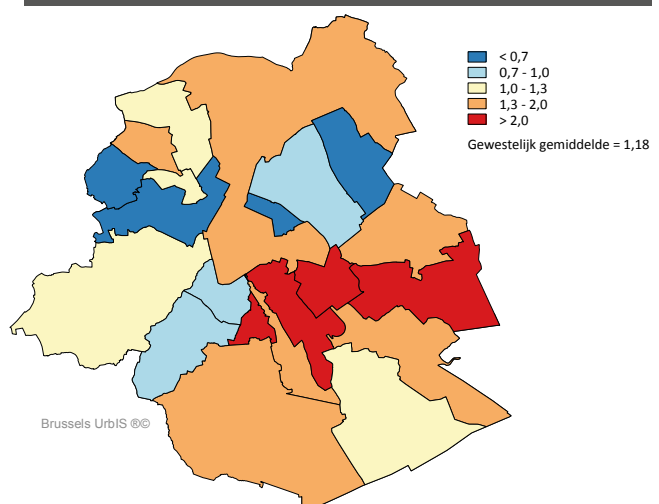 < 0,7
0,7 - 1,0
1,0 - 1,3
1,3 - 2,0
> 2,0
Gewestelijk gemiddelde = 1,18
Brussels UrbIS ®©